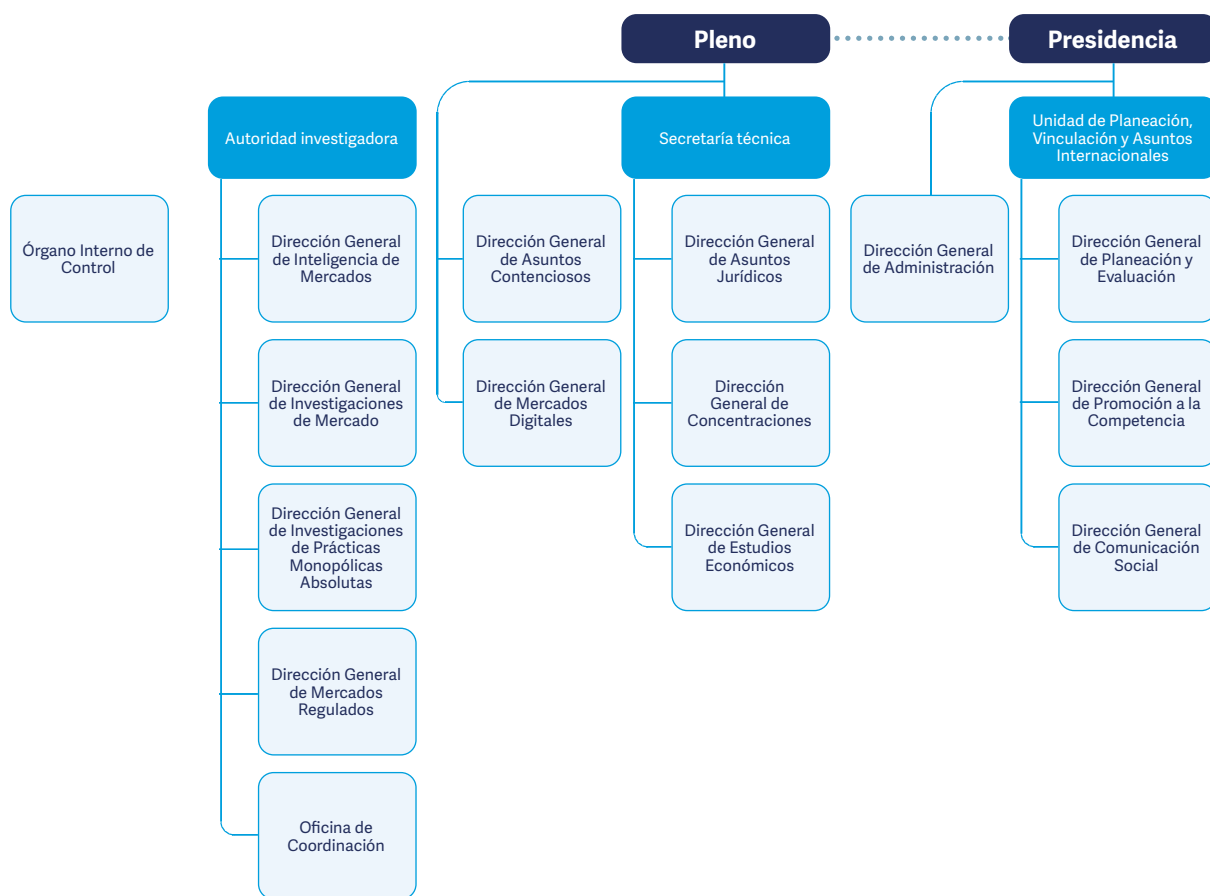 Pleno
Presidencia
Autoridad investigadora
Secretaría técnica
Unidad de Planeación,
Vinculación y Asuntos
Internacionales
Órgano Interno de
Control
Dirección General
de Inteligencia de
Mercados
Dirección General
de Asuntos
Contenciosos
Dirección General
de Asuntos
Jurídicos
Dirección General
de Administración
Dirección General
de Planeación y
Evaluación
Dirección General
de Investigaciones
de Mercado
Dirección General
de Mercados
Digitales
Dirección
General de
Concentraciones
Dirección General
de Promoción a la
Competencia
Dirección General
de Investigaciones
de Prácticas
Monopólicas
Absolutas
Dirección General
de Estudios
Económicos
Dirección General
de Comunicación
Social
Dirección General
de Mercados
Regulados
Oficina de
Coordinación